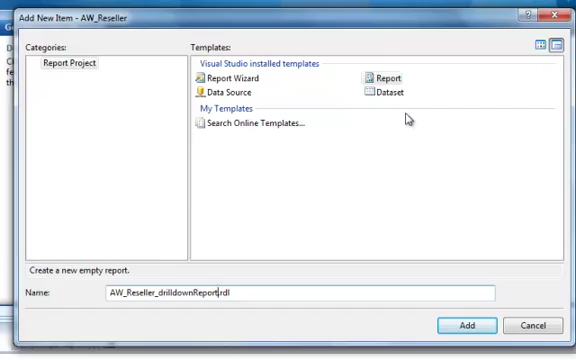 Add New Item - AW_Reseller
Categories:
Templates:
Report Project
Visual Studio installed templates
Report Wizard
Report
Data Source
Dataset
My Templates
Search Online Templates...
Create a new empty report.
Name:
AW_Reseller_drilldownReport.rdl
Add
Cancel